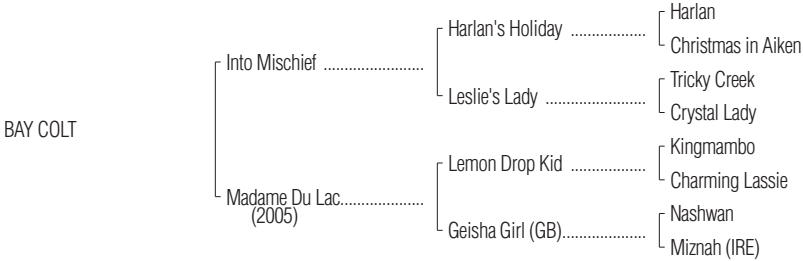 Harlan
Harlan's Holiday ..................
Christmas in Aiken
Into Mischief ........................
Tricky Creek
Leslie's Lady ........................
Crystal Lady
BAY COLT
Kingmambo
Lemon Drop Kid ..................
Charming Lassie
Madame Du Lac....................
(2005)
Nashwan
Geisha Girl (GB)....................
Miznah (IRE)